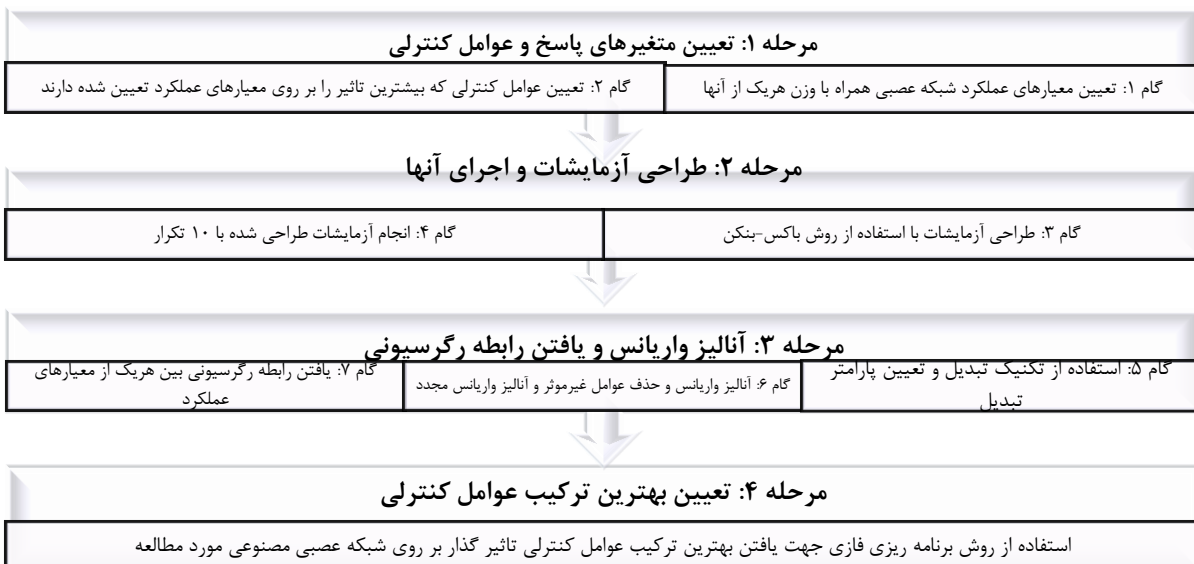 مرحله ۱: تعیین متغیرهای پاسخ و عوامل کنترلی
گام ۱: تعیین معیارهای عملکرد شبکه عصبی همراه با وزن هریک از آنها
گام ۲: تعیین عوامل کنترلی که بیشترین تاثیر را بر روی معیارهای عملکرد تعیین شده دارند
مرحله ۲: طراحی آزمایشات و اجرای آنها
گام ۳: طراحی آزمایشات با استفاده از روش باکس-بنکن
گام ۴: انجام آزمایشات طراحی شده با ۱۰ تکرار
مرحله ۳: آنالیز واریانس و یافتن رابطه رگرسیونی
گام ۵: استفاده از تکنیک تبدیل و تعیین پارامتر
تبدیل
گام ۶: آنالیز واریانس و حذف عوامل غیرموثر و آنالیز واریانس مجدد
گام ۷: یافتن رابطه رگرسیونی بین هریک از معیارهای
عملکرد
مرحله ۴: تعیین بهترین ترکیب عوامل کنترلی
استفاده از روش برنامه ریزی فازی جهت یافتن بهترین ترکیب عوامل کنترلی تاثیر گذار بر روی شبکه عصبی مصنوعی مورد مطالعه